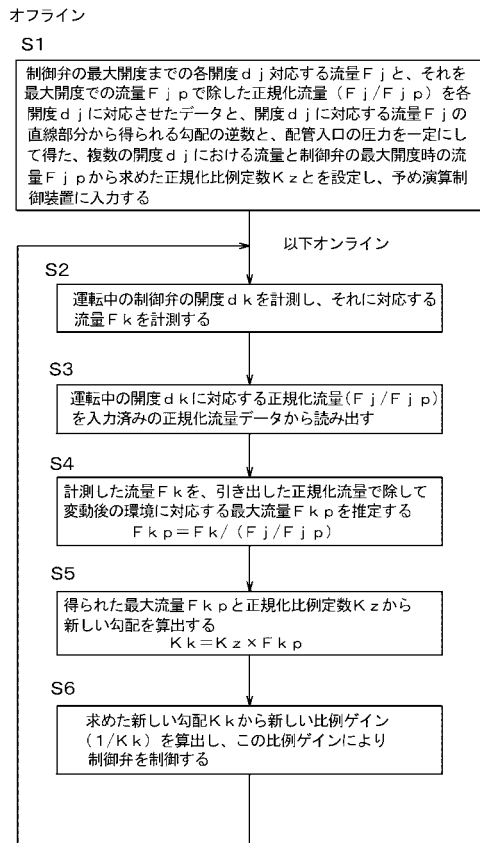 オフライン
S1
制御弁の最大開度までの各開度ｄｊ対応する流量Ｆｊと、それを
最大開度での流量Ｆｊｐで除した正規化流量（Ｆｊ/Ｆｊｐ）を各
開度ｄｊに対応させたデータと、開度ｄｊに対応する流量Ｆｊの
直線部分から得られる勾配の逆数と、配管入口の圧力を一定にし
て得た、複数の開度ｄｊにおける流量と制御弁の最大開度時の流
量Ｆｊｐから求めた正規化比例定数Ｋｚとを設定し、予め演算制
御装置に入力する
以下オンライン
S2
運転中の制御弁の開度ｄｋを計測し、それに対応する
流量Ｆｋを計測する
S3
運転中の開度ｄｋに対応する正規化流量(Ｆｊ/Ｆｊｐ)
を入力済みの正規化流量データから読み出す
S4
計測した流量Ｆｋを、引き出した正規化流量で除して
変動後の環境に対応する最大流量Ｆｋｐを推定する
Ｆｋｐ＝Ｆｋ/（Ｆｊ/Ｆｊｐ）
S5
得られた最大流量Ｆｋｐと正規化比例定数Ｋｚから
新しい勾配を算出する
Ｋｋ＝Ｋｚ×Ｆｋｐ
S6
求めた新しい勾配Ｋｋから新しい比例ゲイン
（１/Ｋｋ）を算出し、この比例ゲインにより
制御弁を制御する